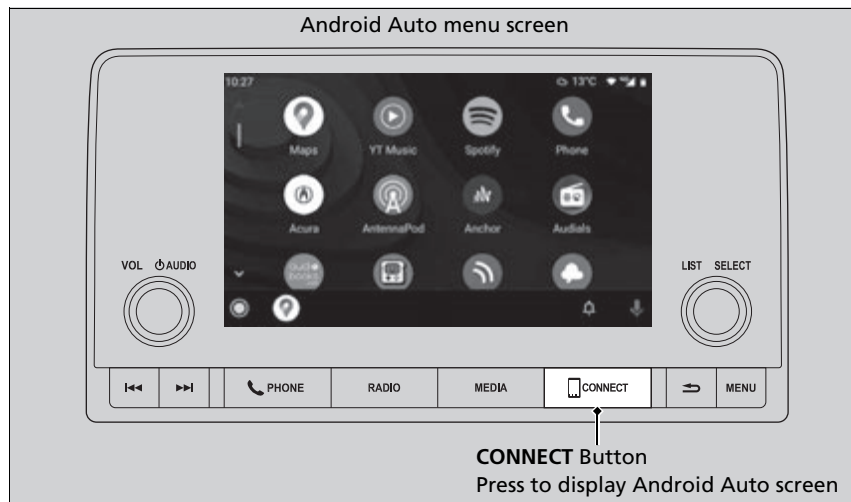 Android Auto menu screen
10:27
13°C
Maps YT Music Spotify Phone
Acura AntennaPod Anchor Audials
books
VOL AUDIO
LIST SELECT
PHONE RADIO MEDIA CONNECT MENU
CONNECT Button
Press to display Android Auto screen